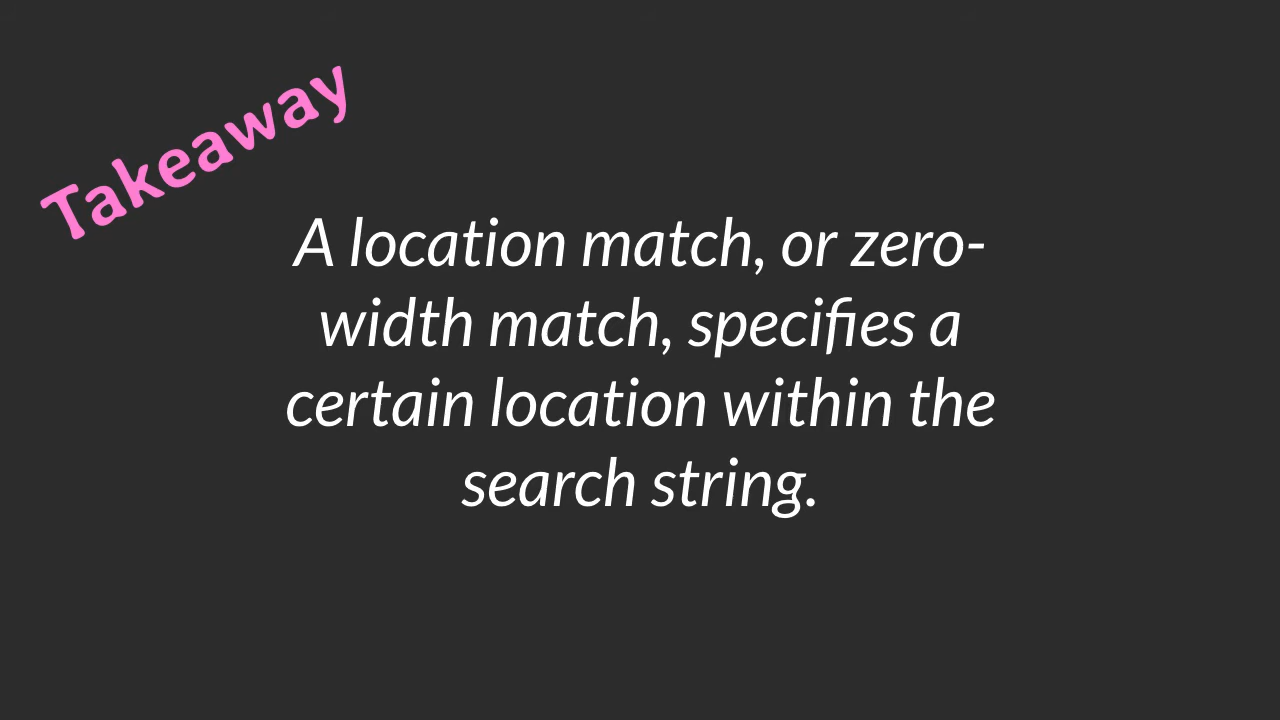 Takeaway
A location match, or zero-
width match, specifies a
certain location within the
search string.